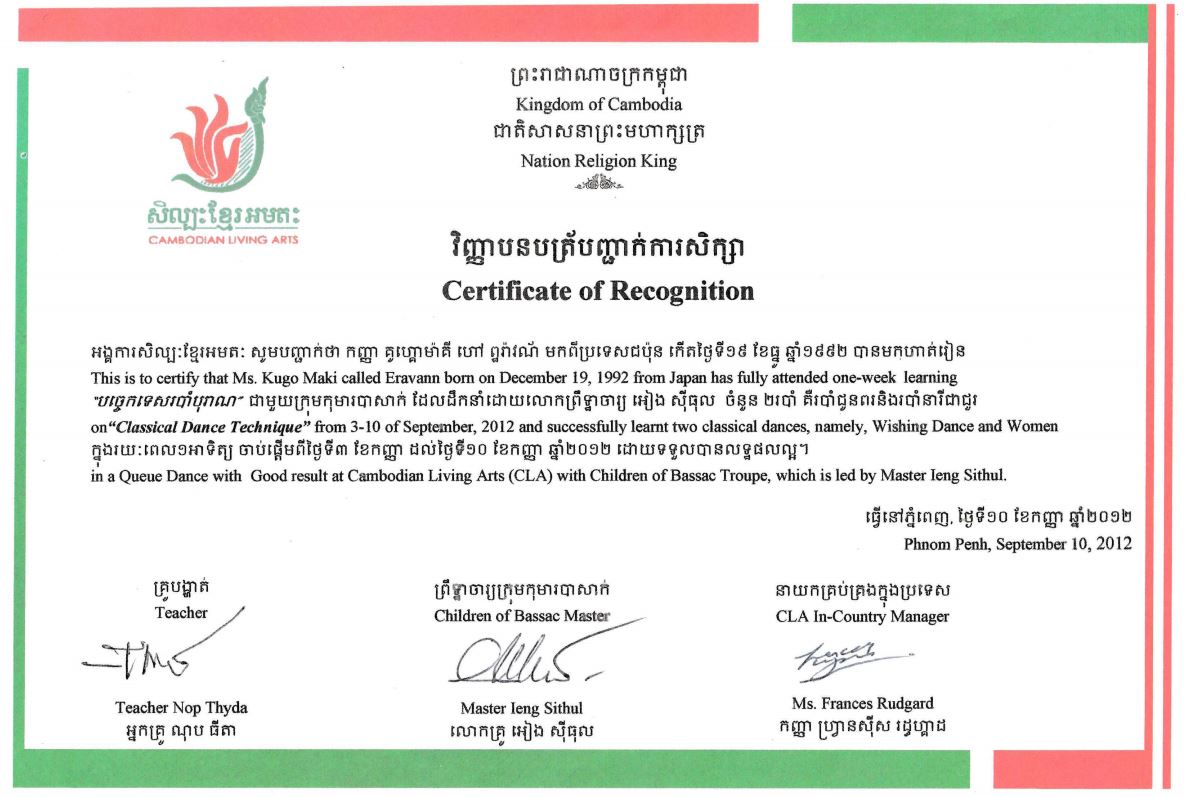 ព្រះរាជាណាចក្រកម្ពុជា
Kingdom of Cambodia
ជាតិសាសនាព្រះមហាក្សត្រ
Nation Religion King
សិល្បៈខ្មែរអមតៈ
CAMBODIAN LIVING ARTS
វិញ្ញាបនបត្រ័បញ្ជាក់ការសិក្សា
Certificate of Recognition
អង្គការសិល្បៈខ្មែរអមតៈ សូមបញ្ជាក់ថា កញ្ញា គូហ្គោម៉ាគី ហៅ ឮរ៉ាវណ័ មកពីប្រទេសជប៉ុន កើតថ្ងៃទី១៩ ខែធ្នូ ឆ្នាំ១៩៩២ បានមកហាត់រៀន
This is to certify that Ms. Kugo Maki called Eravann born on December 19, 1992 from Japan has fully attended one-week learning
"បច្ចេកទេសរបាំបុរាណ" ជាមួយក្រុមកុមារបាសាក់ ដែលដឹកនាំដោយលោកព្រឹទ្ធាចារ្យ អៀង ស៊ីធុល ចំនួន ២របាំ គឺរបាំជូនពរនិងរបាំនារីជាជួរ
on"Classical Dance Technique" from 3-10 of September, 2012 and successfully learnt two classical dances, namely, Wishing Dance and Women
ក្នុងរយៈពេល១អាទិត្យ ចាប់ផ្តើមពីថ្ងៃទី៣ ខែកញ្ញា ដល់ថ្ងៃទី១០ ខែកញ្ញា ឆ្នាំ២០១២ ដោយទទួលបានលទ្ធផលល្អ។
in a Queue Dance with Good result at Cambodian Living Arts (CLA) with Children of Bassac Troupe, which is led by Master Ieng Sithul.
ធ្វើនៅភ្នំពេញ, ថ្ងៃទី១០ ខែកញ្ញា ឆ្នាំ២០១២
Phnom Penh, September 10, 2012
គ្រូបង្ហាត់
Teacher
Teacher Nop Thyda
អ្នកគ្រូ ណុប ធីតា
ព្រឹទ្ធាចារ្យក្រុមកុមារបាសាក់
Children of Bassac Master
Master Ieng Sithul
លោកគ្រូ អៀង ស៊ីធុល
នាយកគ្រប់គ្រងក្នុងប្រទេស
CLA In-Country Manager
Ms. Frances Rudgard
កញ្ញា ហ្វ្រានស៊ីស រដ្ធហ្គាដ